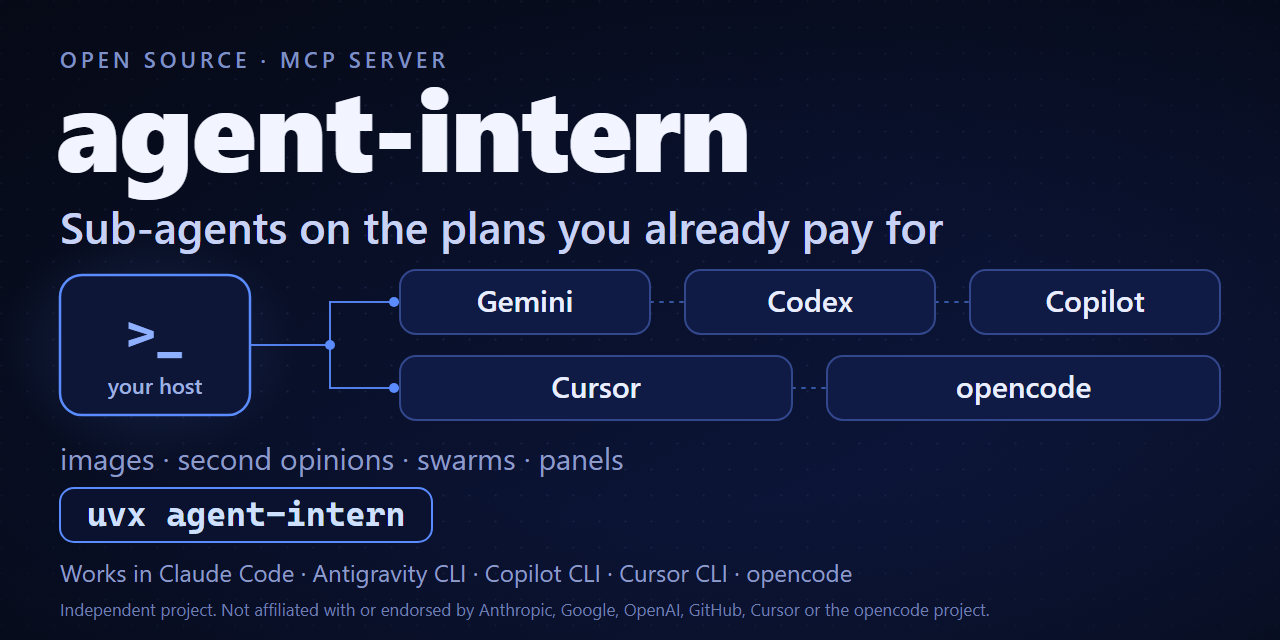 OPEN SOURCE · MCP SERVER
agent-intern
Sub-agents on the plans you already pay for
>_
your host
Gemini
Codex
Copilot
Cursor
opencode
images · second opinions · swarms · panels
uvx agent-intern
Works in Claude Code · Antigravity CLI · Copilot CLI · Cursor CLI · opencode
Independent project. Not affiliated with or endorsed by Anthropic, Google, OpenAI, GitHub, Cursor or the opencode project.